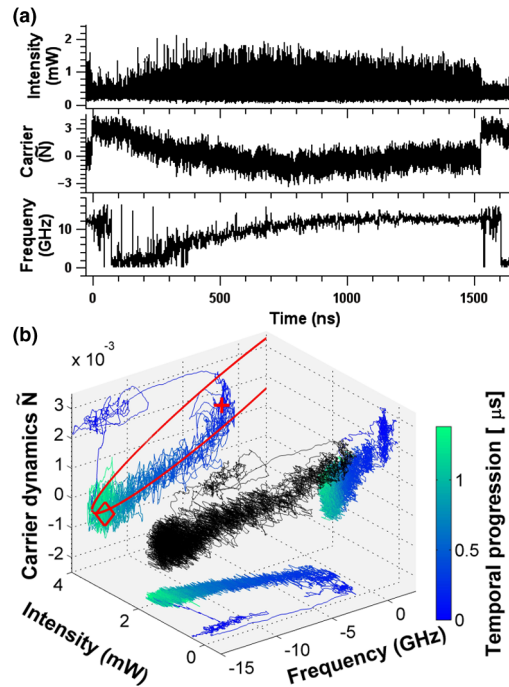 (a)
Intensity (mW)
2
1
0
Carrier (Ñ)
3
0
-3
Frequeny (GHz)
10
0
0 500 1000 1500
Time (ns)
(b)
x 10⁻³
Carrier dynamics Ñ
3
2
1
0
-1
-2
4
2
0
Intensity (mW)
-15
-10
-5
0
Frequency (GHz)
1
0.5
0
Temporal progression [ µs]